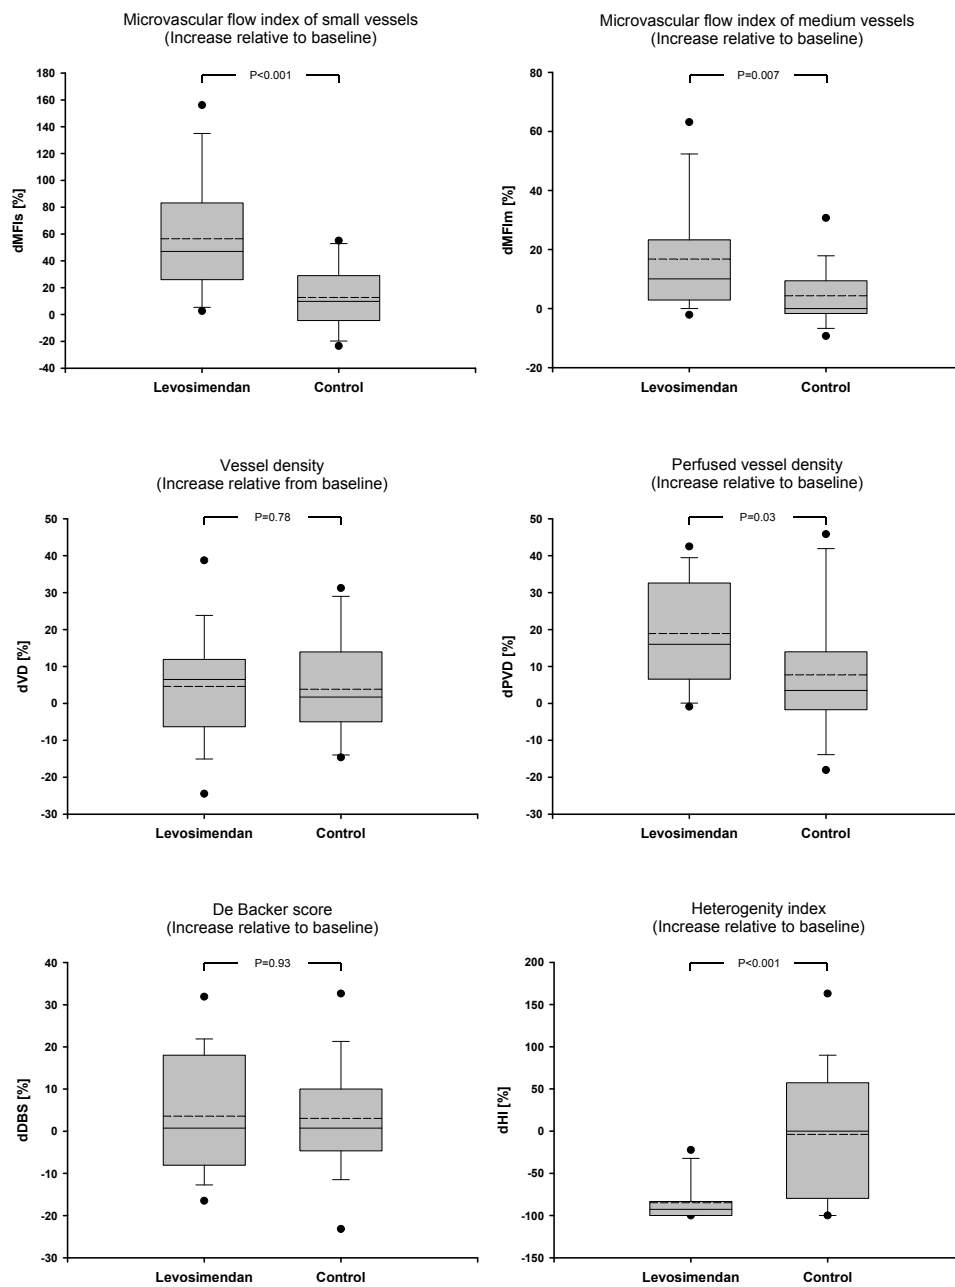 Microvascular flow index of small vessels
(Increase relative to baseline)
180
160
140
120
100
80
60
40
20
0
-20
-40
dMFIs [%]
P<0.001
Levosimendan Control
Microvascular flow index of medium vessels
(Increase relative to baseline)
80
60
40
20
0
-20
dMFIm [%]
P=0.007
Levosimendan Control
Vessel density
(Increase relative from baseline)
50
40
30
20
10
0
-10
-20
-30
dVD [%]
P=0.78
Levosimendan Control
Perfused vessel density
(Increase relative to baseline)
50
40
30
20
10
0
-10
-20
-30
dPVD [%]
P=0.03
Levosimendan Control
De Backer score
(Increase relative to baseline)
40
30
20
10
0
-10
-20
-30
dDBS [%]
P=0.93
Levosimendan Control
Heterogenity index
(Increase relative to baseline)
200
150
100
50
0
-50
-100
-150
dHI [%]
P<0.001
Levosimendan Control